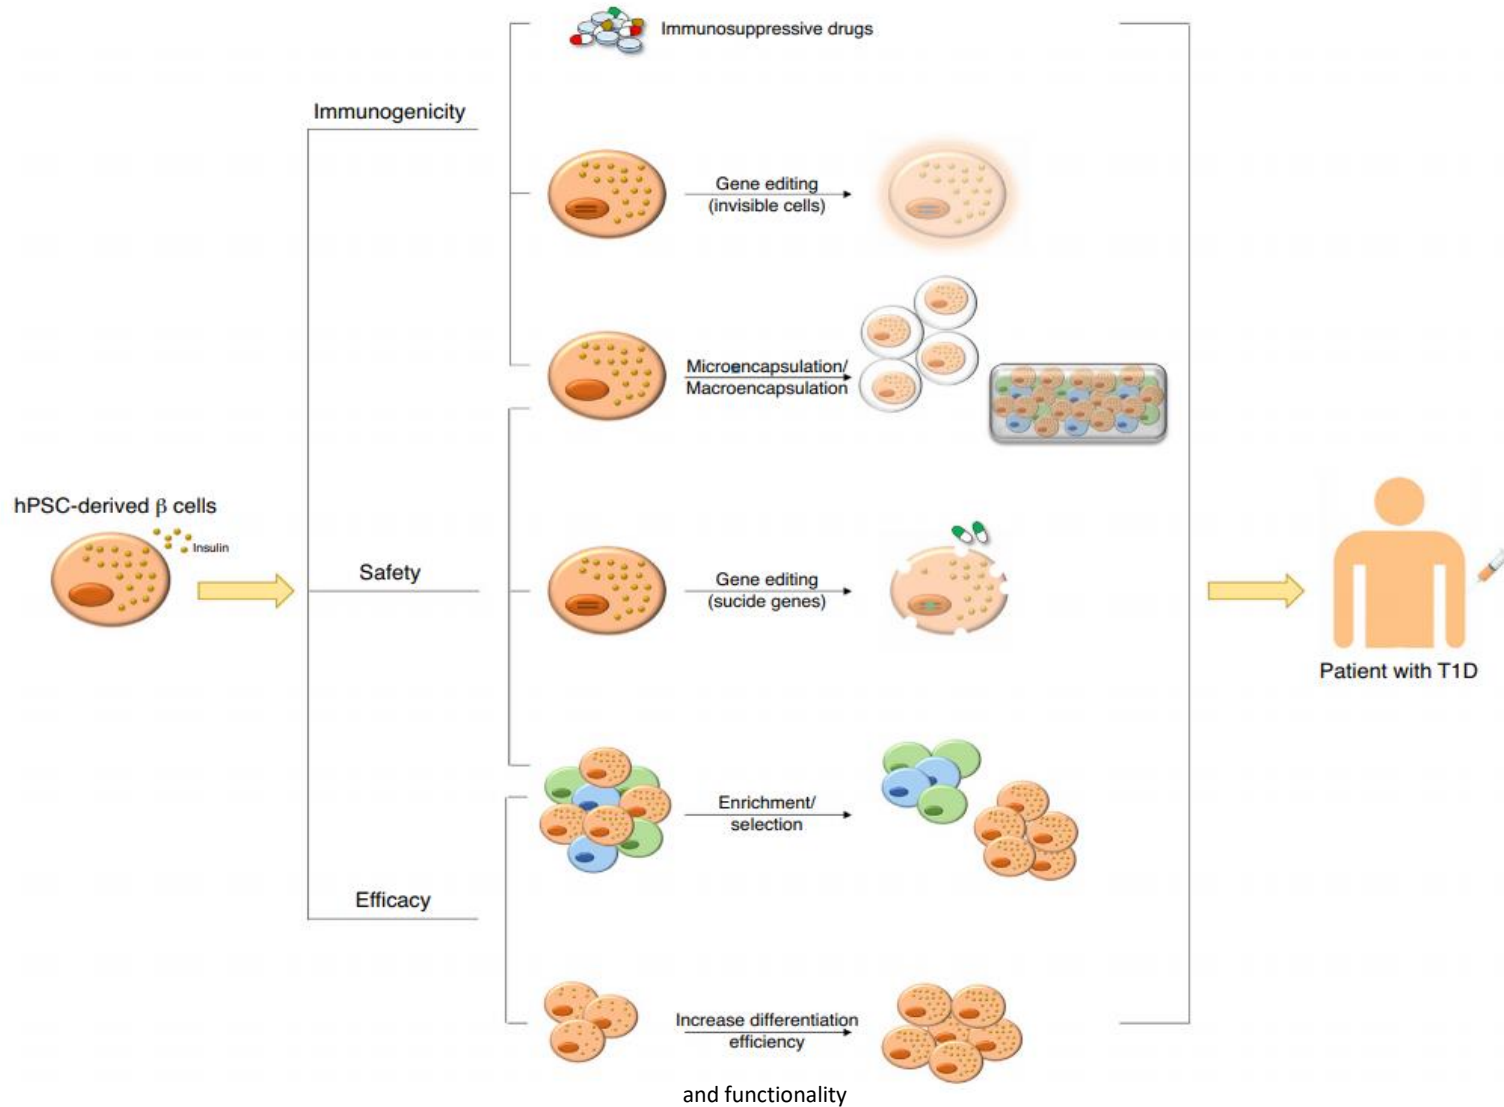 Immunosuppressive drugs
Immunogenicity
Gene editing
(invisible cells)
Microencapsulation/
Macroencapsulation
hPSC-derived β cells
Insulin
Safety
Gene editing
(sucide genes)
Patient with T1D
Enrichment/
selection
Efficacy
Increase differentiation
efficiency
and functionality